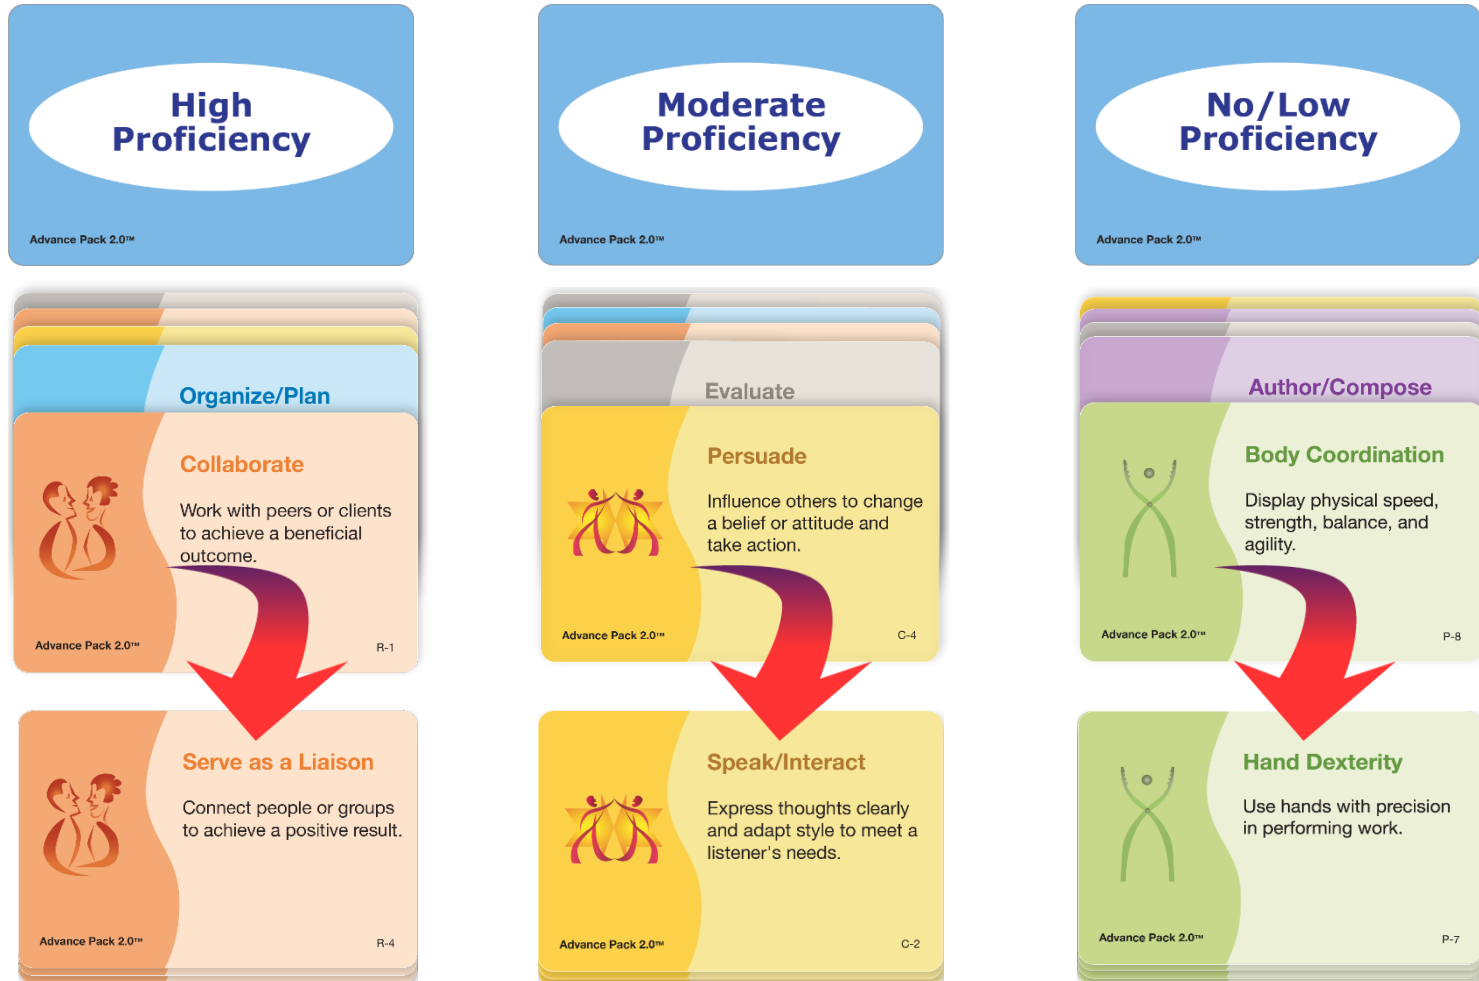 High
Proficiency
Advance Pack 2.0™
Organize/Plan
Collaborate
Work with peers or clients
to achieve a beneficial
outcome.
Advance Pack 2.0™
R-1
Serve as a Liaison
Connect people or groups
to achieve a positive result.
Advance Pack 2.0™
R-4
Moderate
Proficiency
Advance Pack 2.0™
Evaluate
Persuade
Influence others to change
a belief or attitude and
take action.
Advance Pack 2.0™
C-4
Speak/Interact
Express thoughts clearly
and adapt style to meet a
listener's needs.
Advance Pack 2.0™
C-2
No/Low
Proficiency
Advance Pack 2.0™
Author/Compose
Body Coordination
Display physical speed,
strength, balance, and
agility.
Advance Pack 2.0™
P-8
Hand Dexterity
Use hands with precision
in performing work.
Advance Pack 2.0™
P-7